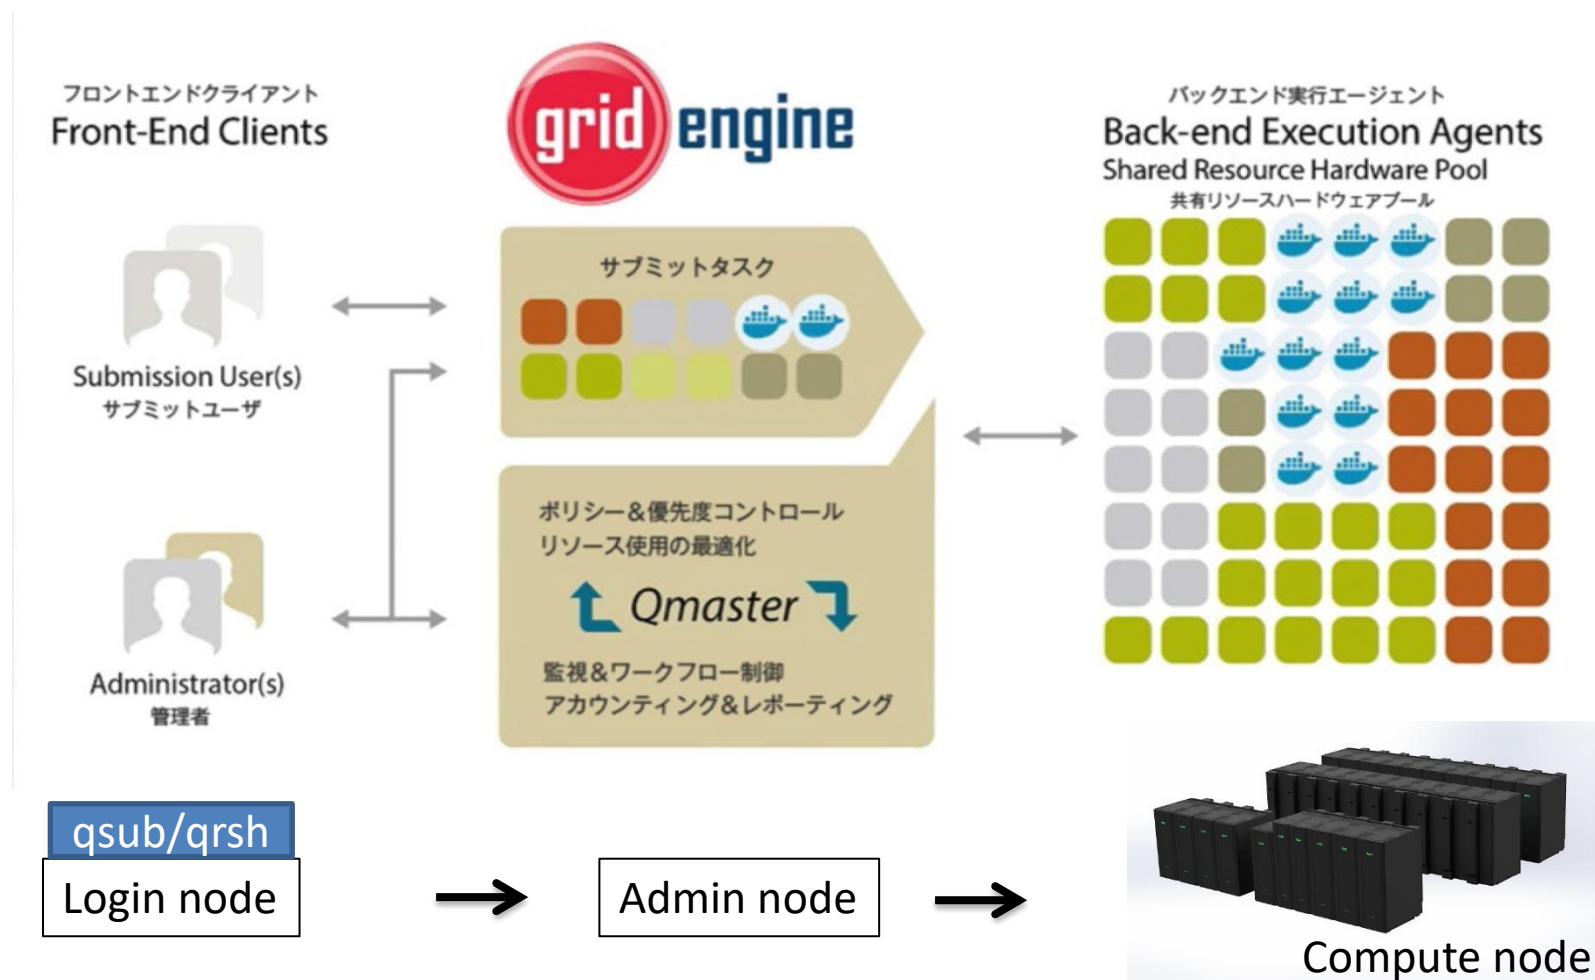 フロントエンドクライアント
Front-End Clients
Submission User(s)
サブミットユーザ
Administrator(s)
管理者
grid engine
サブミットタスク
ポリシー&優先度コントロール
リソース使用の最適化
Qmaster
監視&ワークフロー制御
アカウンティング&レポーティング
バックエンド実行エージェント
Back-end Execution Agents
Shared Resource Hardware Pool
共有リソースハードウェアプール
qsub/qrsh
Login node
Admin node
Compute node